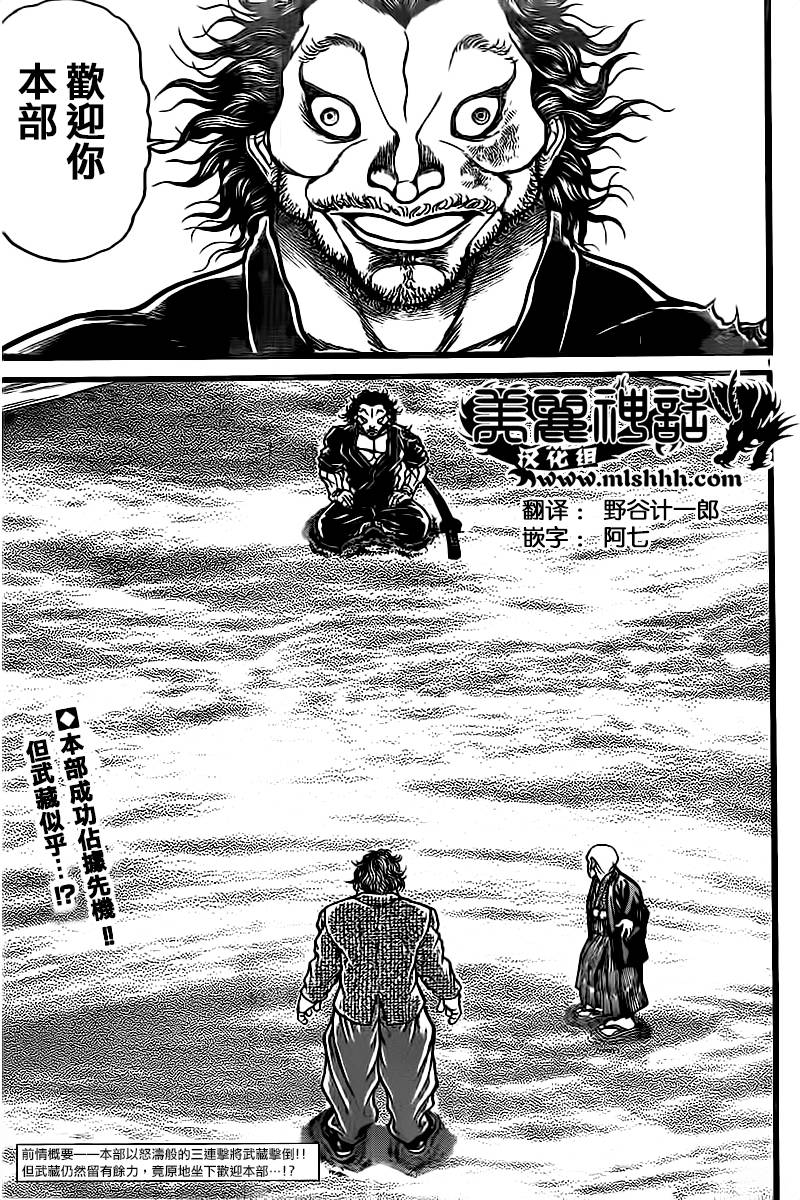 歡迎你
本部
1
美麗神話
汉化组
www.mlshhh.com
翻译：野谷计一郎
嵌字：阿七
◆本部成功佔據先機!!
但武藏似乎…!?
前情概要——本部以怒濤般的三連擊將武藏擊倒!!
但武藏仍然留有餘力，竟原地坐下歡迎本部…!?